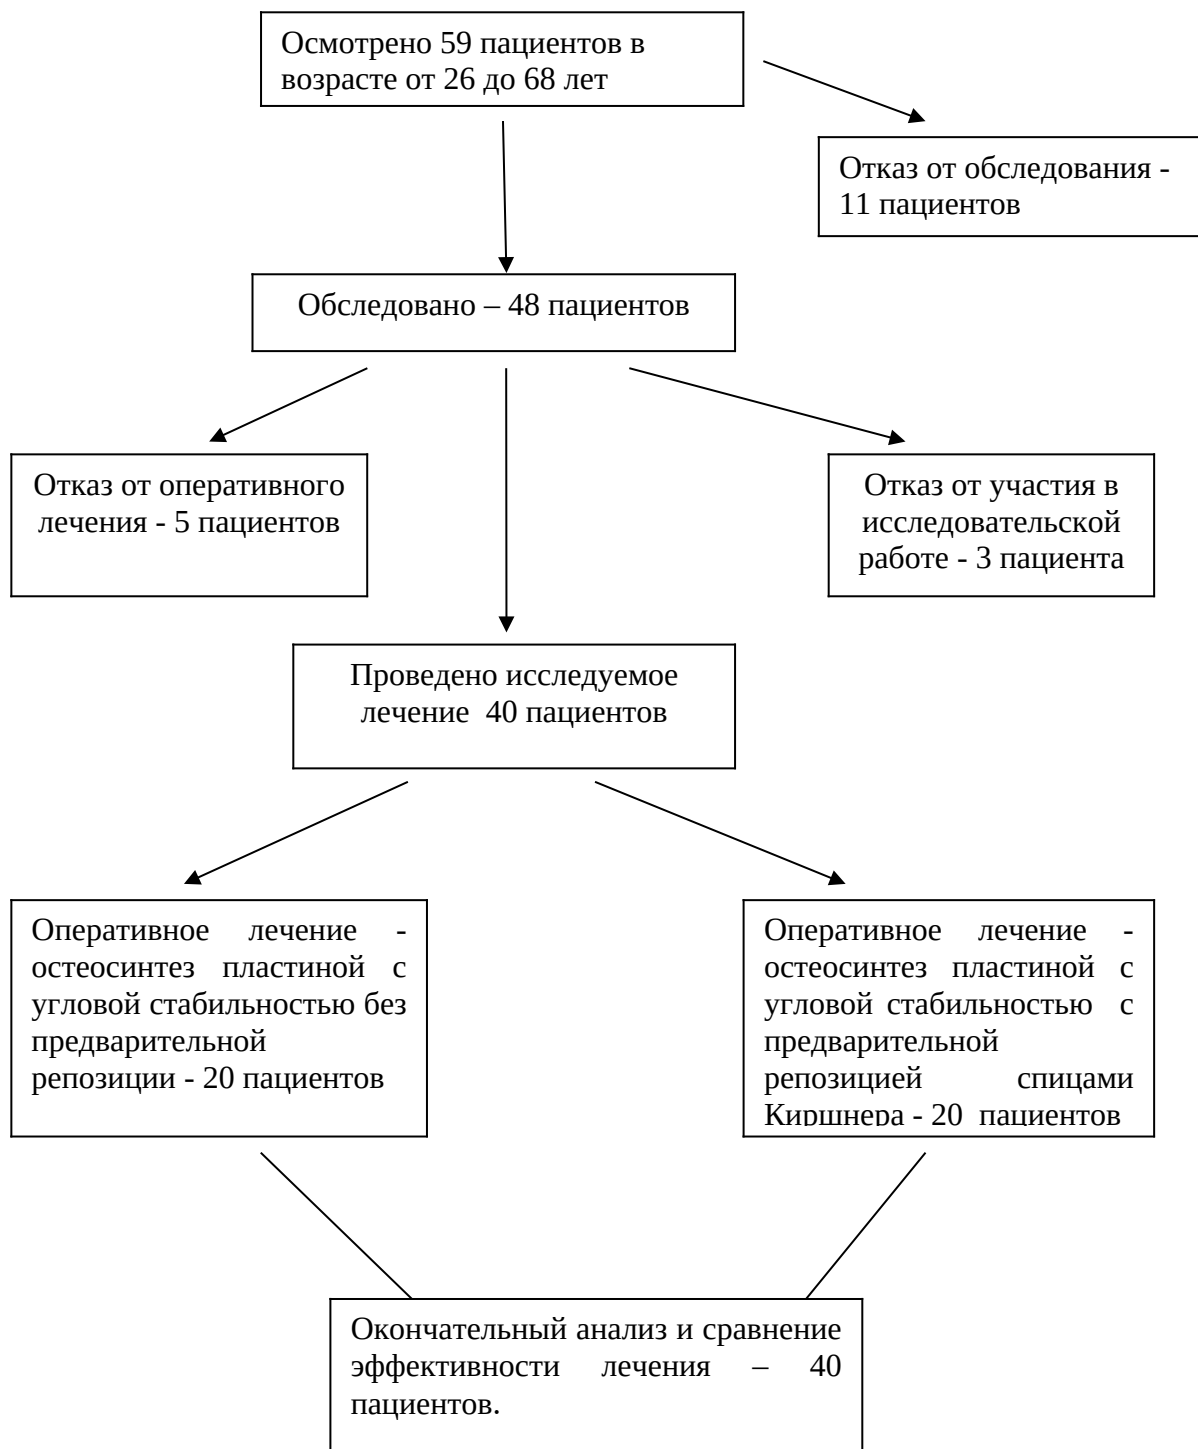 Осмотрено 59 пациентов в
возрасте от 26 до 68 лет
Отказ от обследования -
11 пациентов
Обследовано – 48 пациентов
Отказ от оперативного
лечения - 5 пациентов
Отказ от участия в
исследовательской
работе - 3 пациента
Проведено исследуемое
лечение 40 пациентов
Оперативное лечение -
остеосинтез пластиной с
угловой стабильностью без
предварительной
репозиции - 20 пациентов
Оперативное лечение -
остеосинтез пластиной с
угловой стабильностью с
предварительной
репозицией спицами
Киршнера - 20 пациентов
Окончательный анализ и сравнение
эффективности лечения – 40
пациентов.